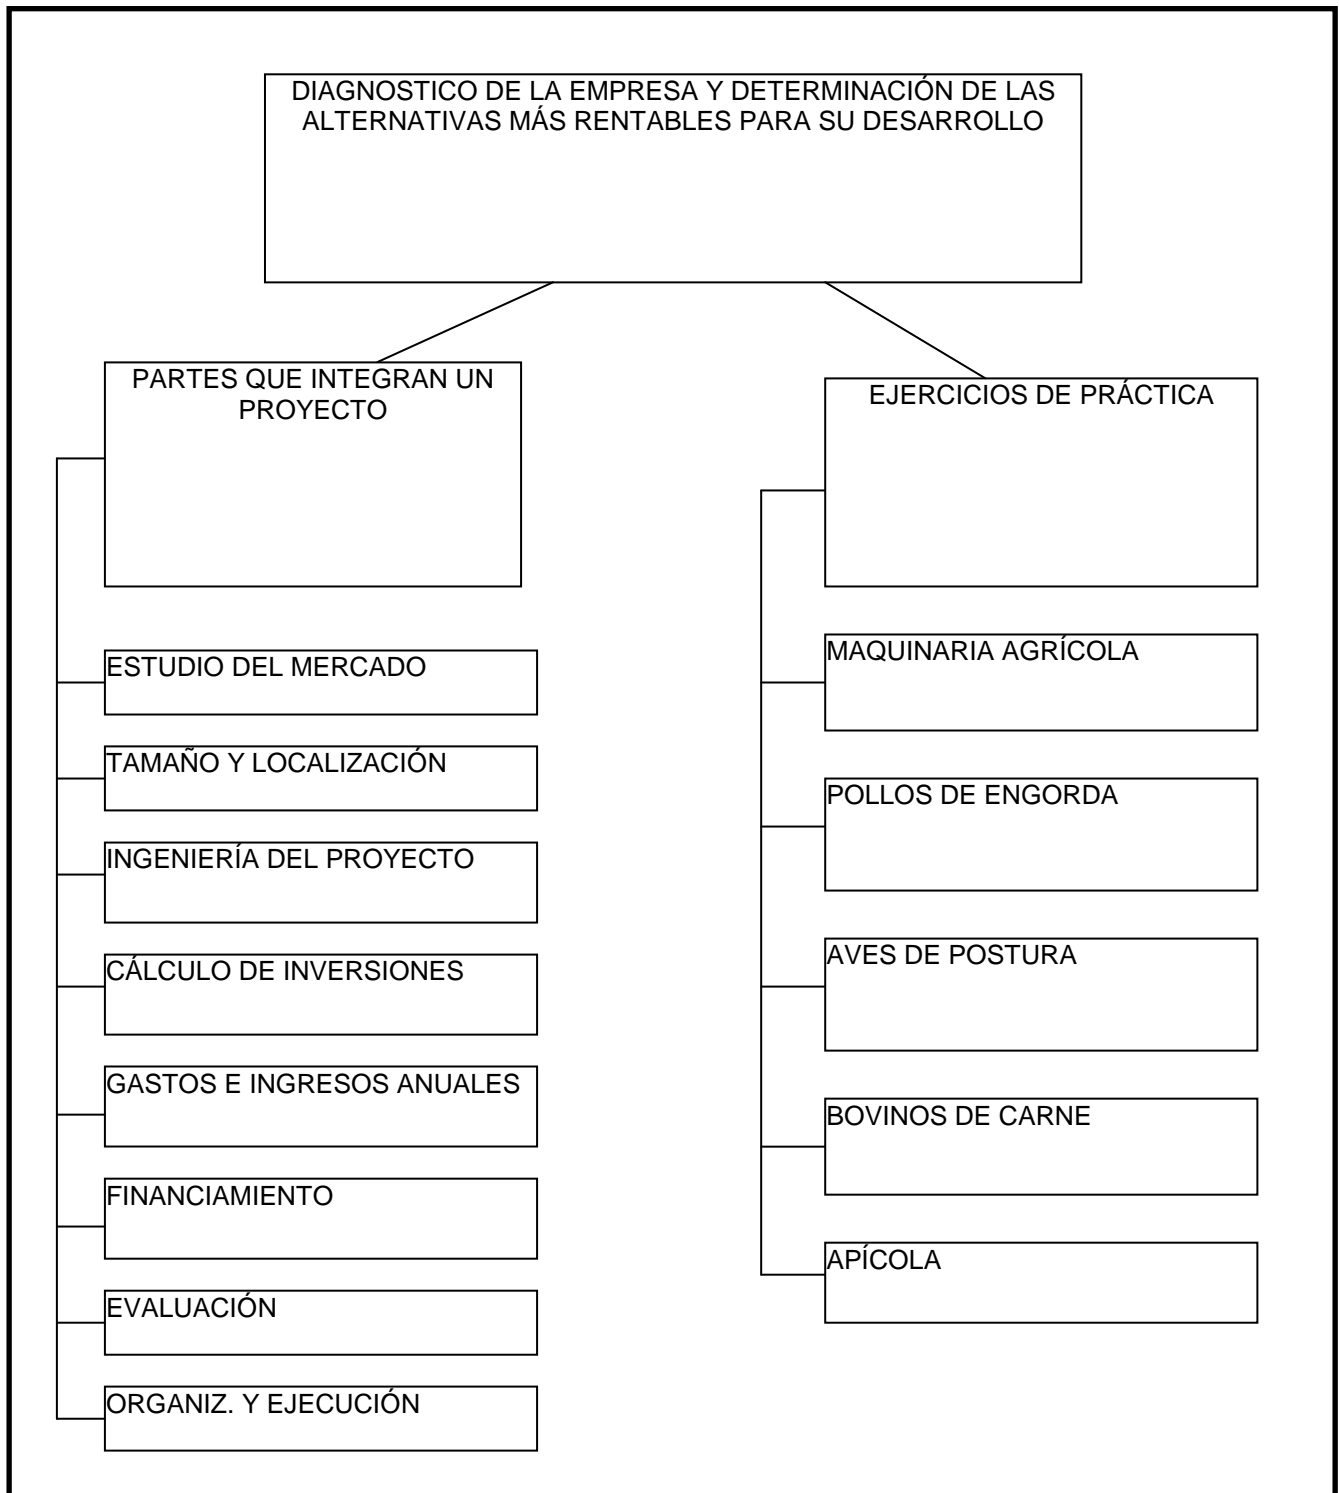 DIAGNOSTICO DE LA EMPRESA Y DETERMINACIÓN DE LAS
ALTERNATIVAS MÁS RENTABLES PARA SU DESARROLLO
PARTES QUE INTEGRAN UN
PROYECTO
ESTUDIO DEL MERCADO
TAMAÑO Y LOCALIZACIÓN
INGENIERÍA DEL PROYECTO
CÁLCULO DE INVERSIONES
GASTOS E INGRESOS ANUALES
FINANCIAMIENTO
EVALUACIÓN
ORGANIZ. Y EJECUCIÓN
EJERCICIOS DE PRÁCTICA
MAQUINARIA AGRÍCOLA
POLLOS DE ENGORDA
AVES DE POSTURA
BOVINOS DE CARNE
APÍCOLA